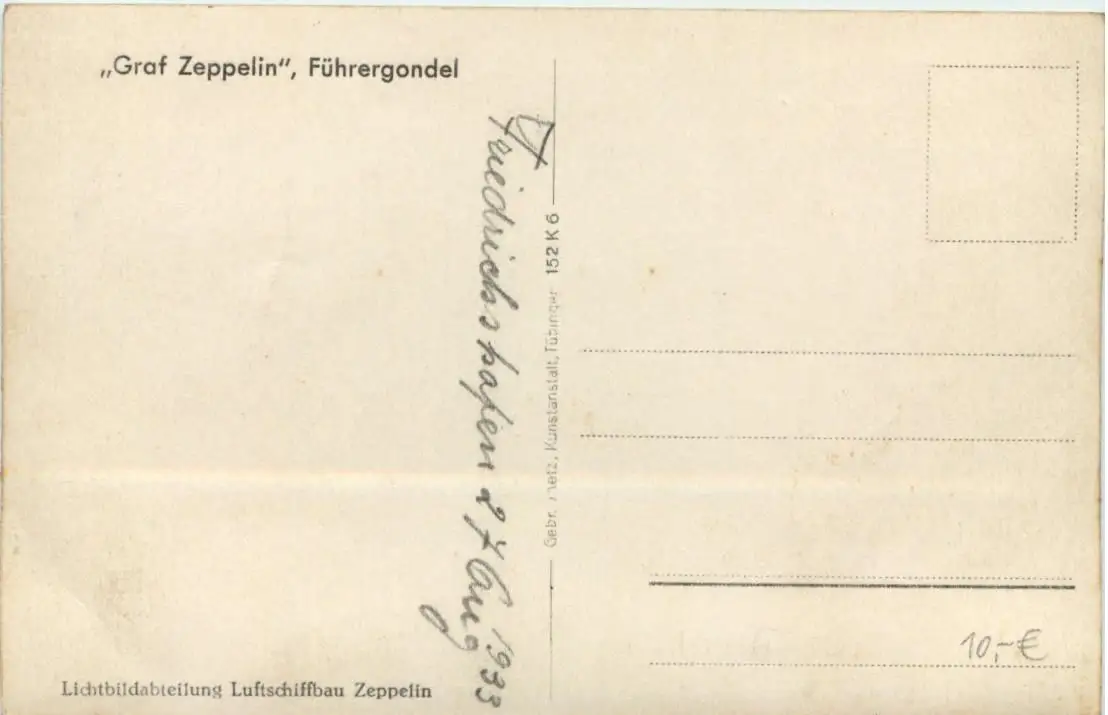 „Graf Zeppelin“, Führergondel
Friedrichshafen 27 Aug 1933
Gebr. Metz, Kunstanstalt, Tübingen 152 K 6
10,-€
Lichtbildabteilung Luftschiffbau Zeppelin